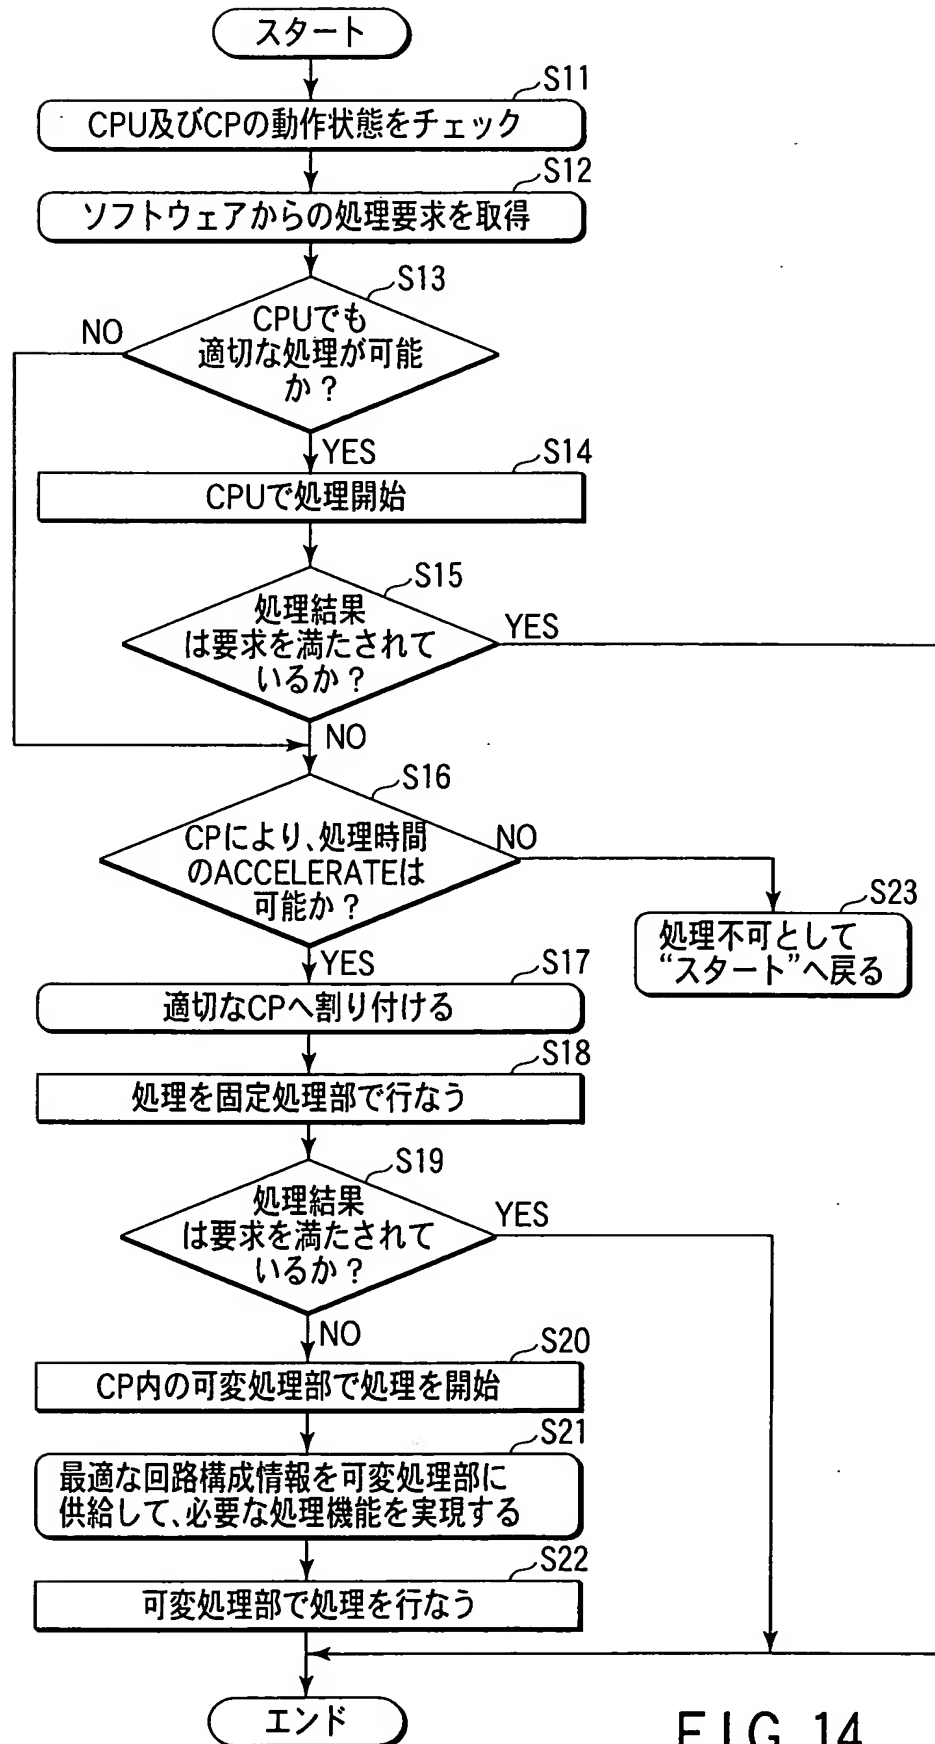 スタート
S11
CPU及びCPの動作状態をチェック
S12
ソフトウェアからの処理要求を取得
S13
CPUでも
適切な処理が可能
か？
NO
YES
S14
CPUで処理開始
S15
処理結果
は要求を満たされて
いるか？
YES
NO
S16
CPにより、処理時間
のACCELERATEは
可能か？
NO
S23
処理不可として
“スタート”へ戻る
YES
S17
適切なCPへ割り付ける
S18
処理を固定処理部で行なう
S19
処理結果
は要求を満たされて
いるか？
YES
NO
S20
CP内の可変処理部で処理を開始
S21
最適な回路構成情報を可変処理部に
供給して、必要な処理機能を実現する
S22
可変処理部で処理を行なう
エンド
FIG. 14